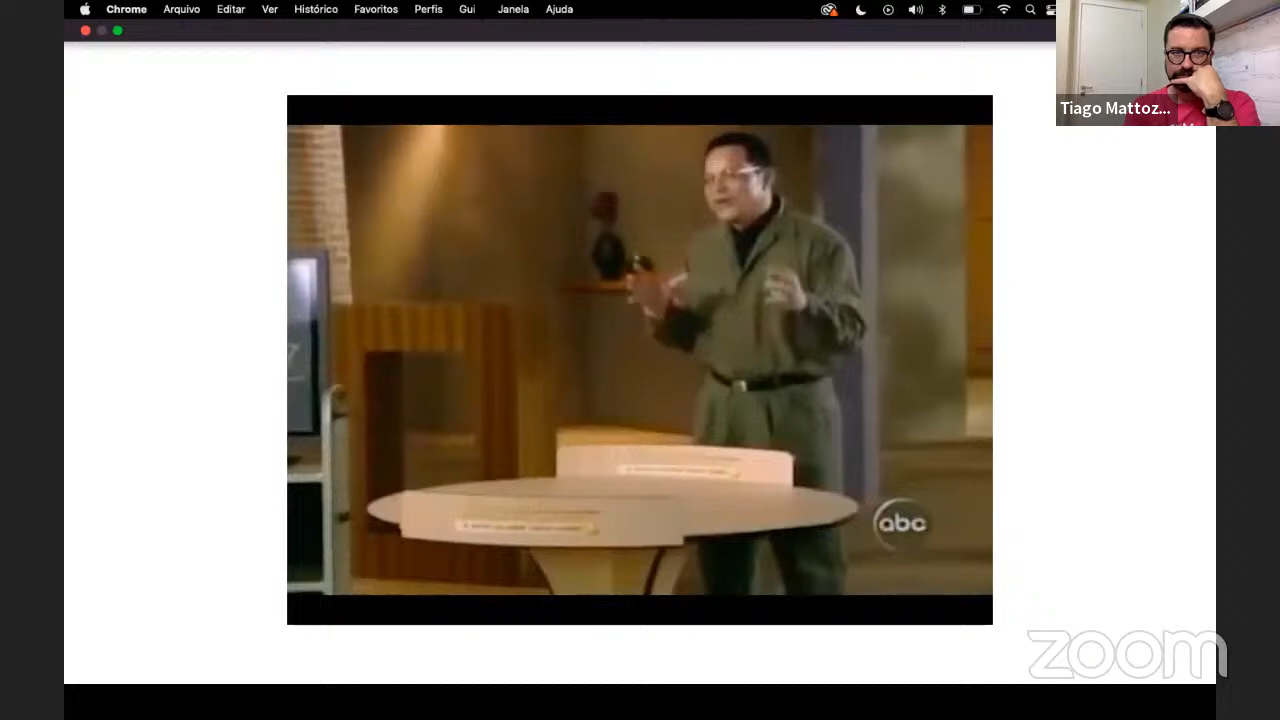 Chrome Arquivo Editar Ver Histórico Favoritos Perfis Gui Janela Ajuda
Tiago Mattoz...
abc
zoom